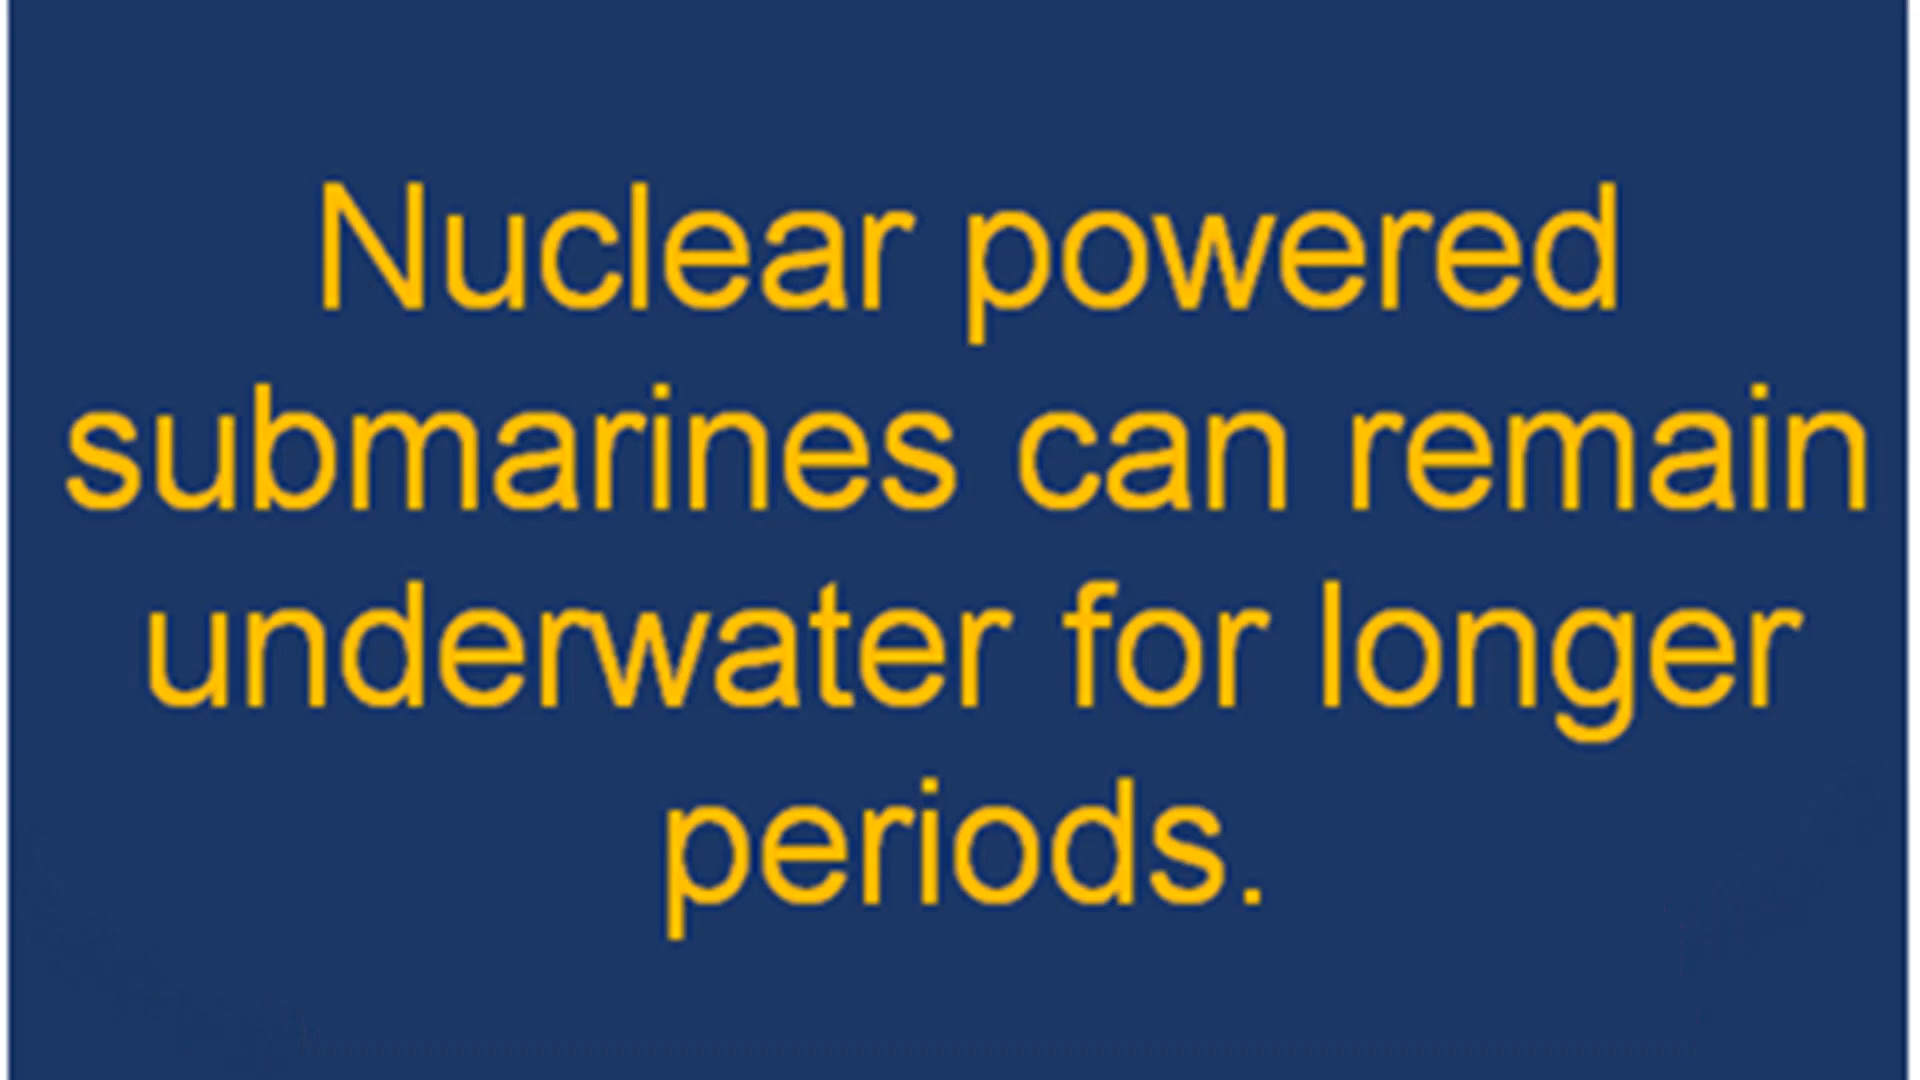 Nuclear powered
submarines can remain
underwater for longer
periods.